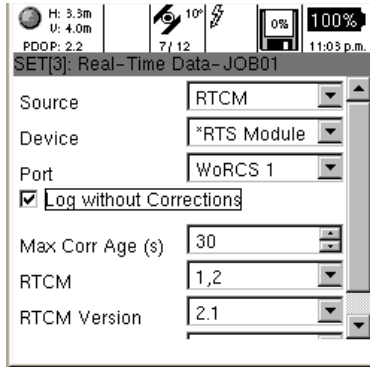 H: 3.3m
V: 4.0m
PDOP: 2.2
10°
7/ 12
0%
100%
11:03 p.m.
SET[3]: Real-Time Data-JOB01
Source RTCM
Device *RTS Module
Port WoRCS 1
Log without Corrections
Max Corr Age (s) 30
RTCM 1,2
RTCM Version 2.1